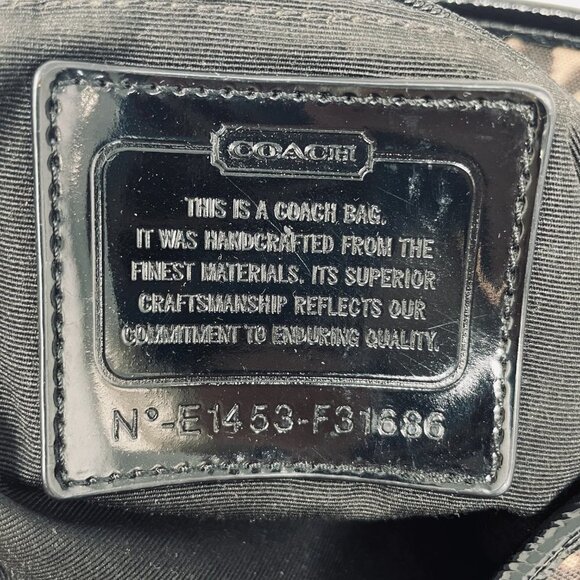 COACH
THIS IS A COACH BAG.
IT WAS HANDCRAFTED FROM THE
FINEST MATERIALS. ITS SUPERIOR
CRAFTSMANSHIP REFLECTS OUR
COMMITMENT TO ENDURING QUALITY.
N°-E1453-F31686